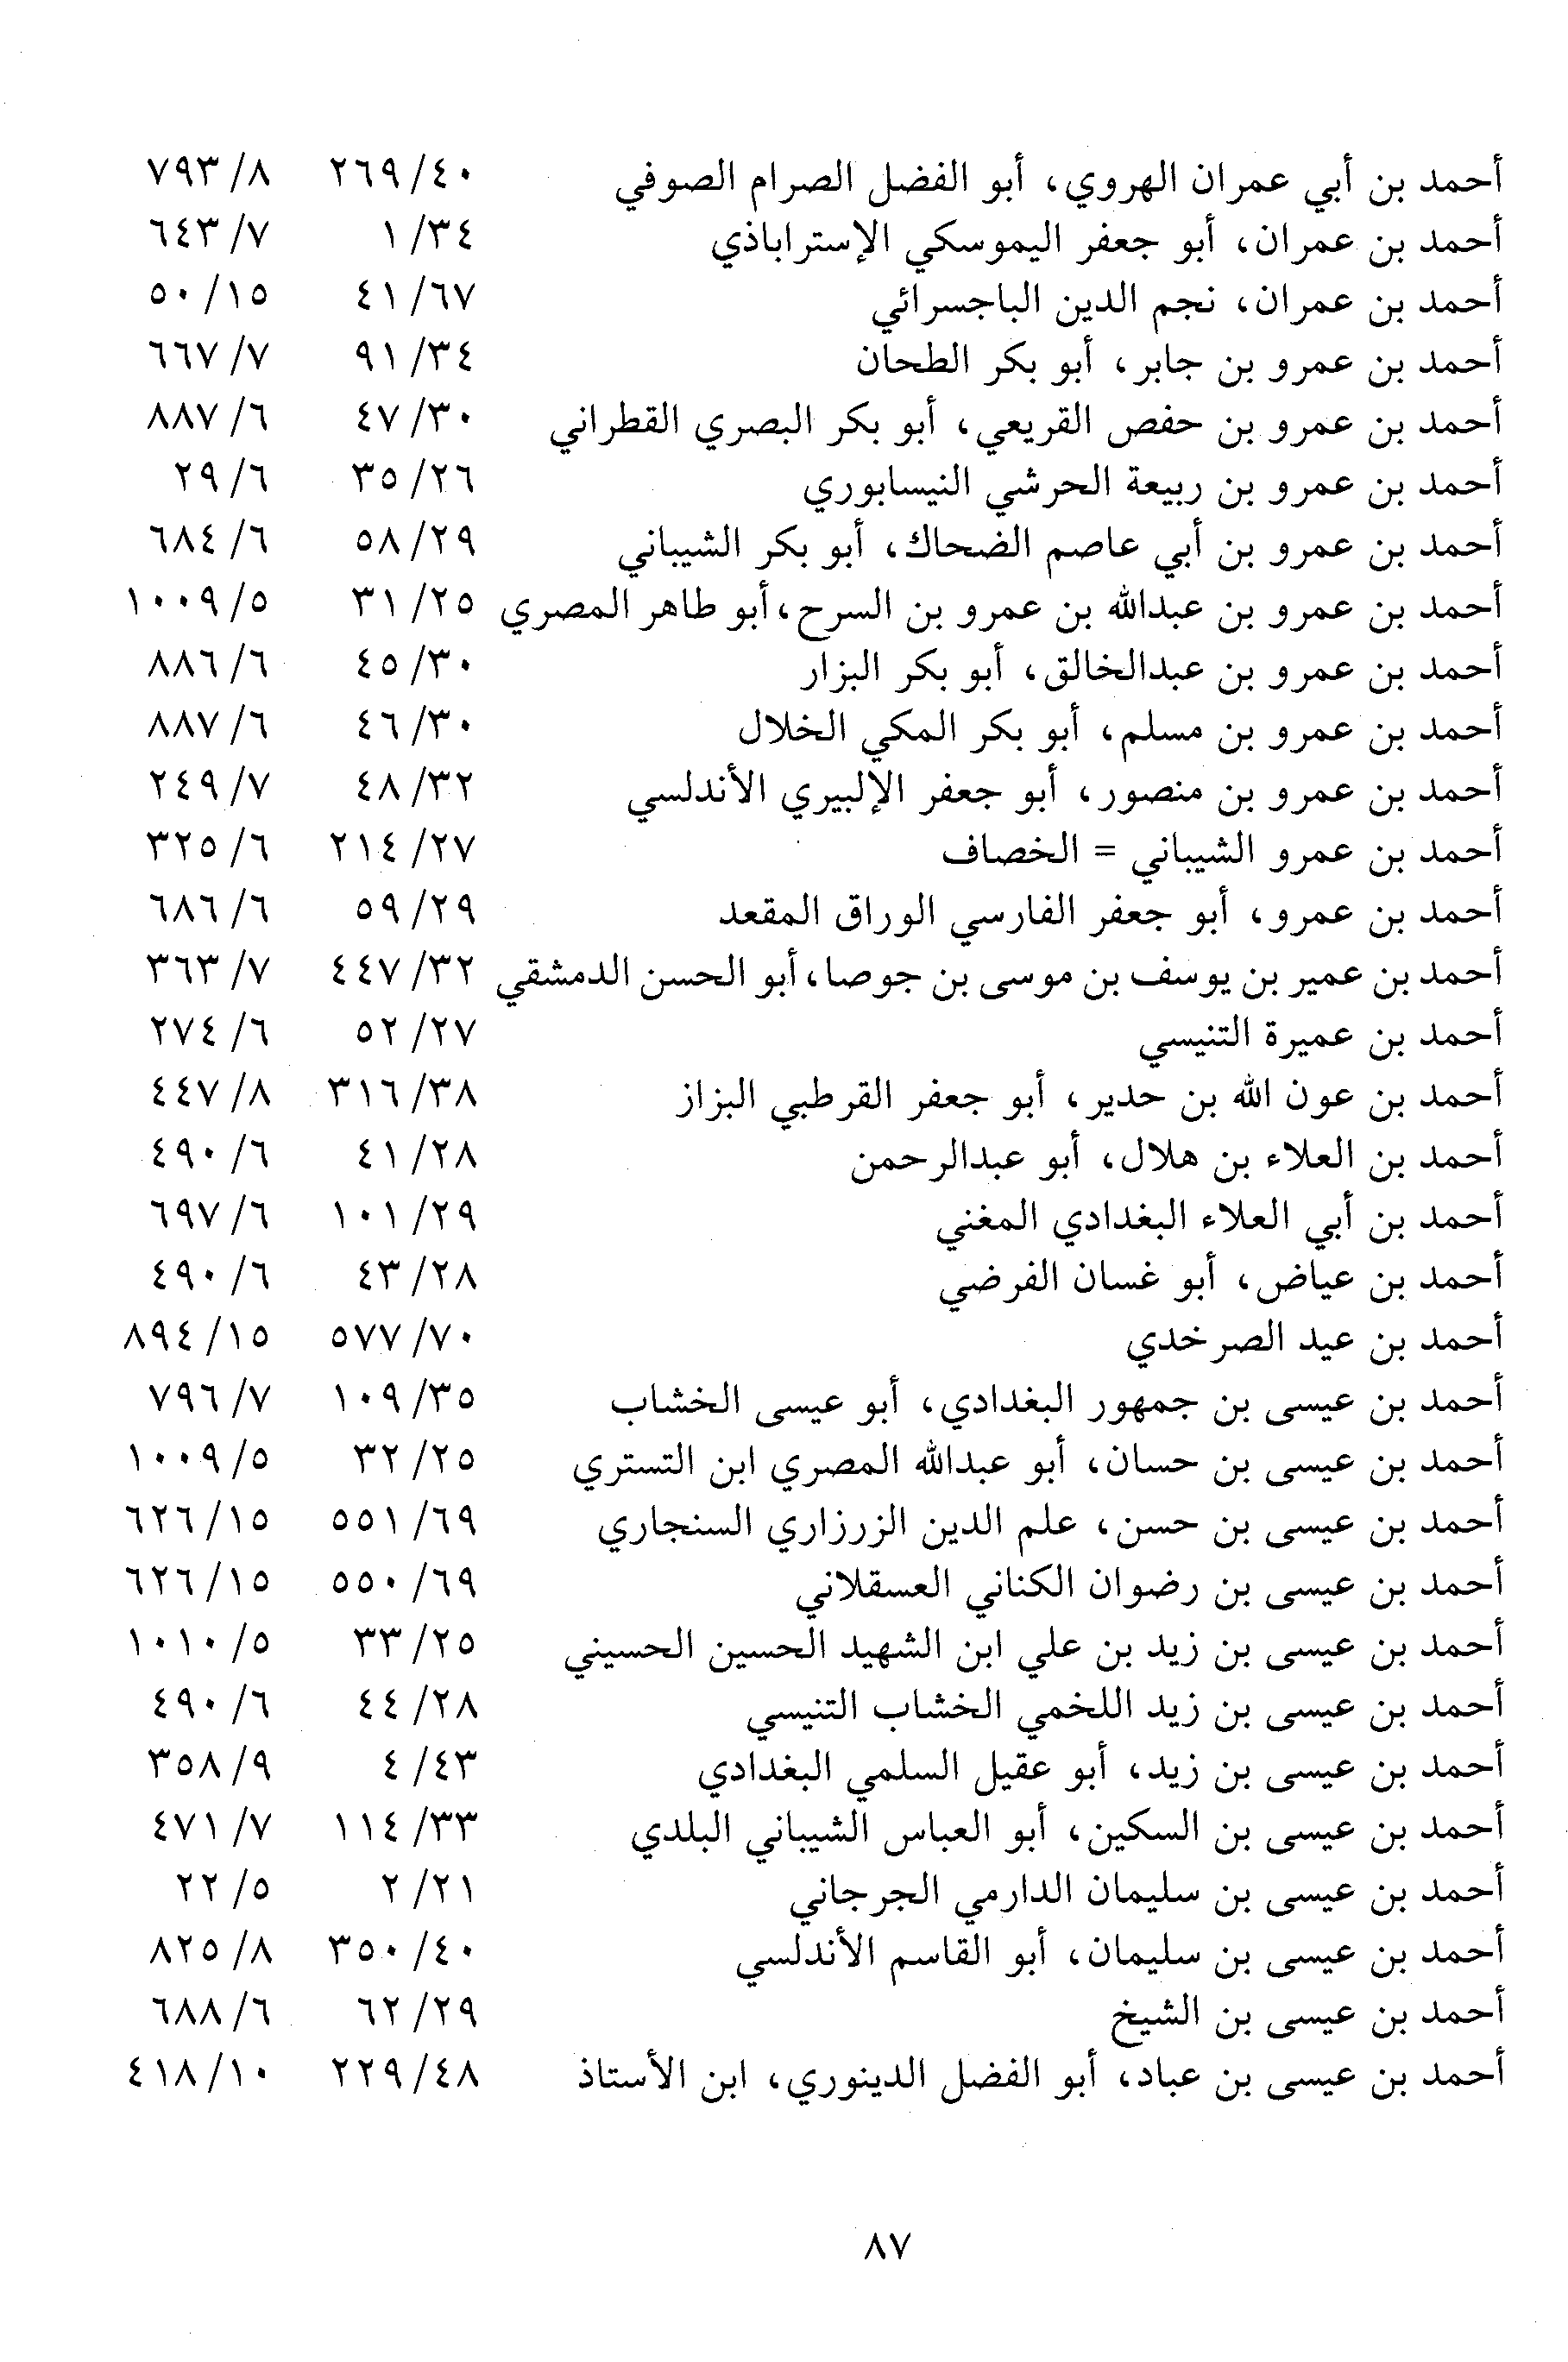 أحمد بن أبي عمران الهروي، أبو الفضل الصرام الصوفي ٤٠/ ٢٦٩ ٨/ ٧٩٣
أحمد بن عمران، أبو جعفر اليموسكي الإستراباذي ٣٤/ ١ ٧/ ٦٤٣
أحمد بن عمران، نجم الدين الباجسرائي ٦٧/ ٤١ ١٥/ ٥٠
أحمد بن عمرو بن جابر، أبو بكر الطحان ٣٤/ ٩١ ٧/ ٦٦٧
أحمد بن عمرو بن حفص القريعي، أبو بكر البصري القطراني ٣٠/ ٤٧ ٦/ ٨٨٧
أحمد بن عمرو بن ربيعة الحرشي النيسابوري ٢٦/ ٣٥ ٦/ ٢٩
أحمد بن عمرو بن أبي عاصم الضحاك، أبو بكر الشيباني ٢٩/ ٥٨ ٦/ ٦٨٤
أحمد بن عمرو بن عبدالله بن عمرو بن السرح،أبو طاهر المصري ٢٥/ ٣١ ٥/ ١٠٠٩
أحمد بن عمرو بن عبدالخالق، أبو بكر البزار ٣٠/ ٤٥ ٦/ ٨٨٦
أحمد بن عمرو بن مسلم، أبو بكر المكي الخلال ٣٠/ ٤٦ ٦/ ٨٨٧
أحمد بن عمرو بن منصور، أبو جعفر الإلبيري الأندلسي ٣٢/ ٤٨ ٧/ ٢٤٩
أحمد بن عمرو الشيباني = الخصاف ٢٧/ ٢١٤ ٦/ ٣٢٥
أحمد بن عمرو، أبو جعفر الفارسي الوراق المقعد ٢٩/ ٥٩ ٦/ ٦٨٦
أحمد بن عمير بن يوسف بن موسى بن جوصا،أبو الحسن الدمشقي ٣٢/ ٤٤٧ ٧/ ٣٦٣
أحمد بن عميرة التنيسي ٢٧/ ٥٢ ٦/ ٢٧٤
أحمد بن عون الله بن حدير، أبو جعفر القرطبي البزاز ٣٨/ ٣١٦ ٨/ ٤٤٧
أحمد بن العلاء بن هلال، أبو عبدالرحمن ٢٨/ ٤١ ٦/ ٤٩٠
أحمد بن أبي العلاء البغدادي المغني ٢٩/ ١٠١ ٦/ ٦٩٧
أحمد بن عياض، أبو غسان الفرضي ٢٨/ ٤٣ ٦/ ٤٩٠
أحمد بن عيد الصرخدي ٧٠/ ٥٧٧ ١٥/ ٨٩٤
أحمد بن عيسى بن جمهور البغدادي، أبو عيسى الخشاب ٣٥/ ١٠٩ ٧/ ٧٩٦
أحمد بن عيسى بن حسان، أبو عبدالله المصري ابن التستري ٢٥/ ٣٢ ٥/ ١٠٠٩
أحمد بن عيسى بن حسن، علم الدين الزرزاري السنجاري ٦٩/ ٥٥١ ١٥/ ٦٢٦
أحمد بن عيسى بن رضوان الكناني العسقلاني ٦٩/ ٥٥٠ ١٥/ ٦٢٦
أحمد بن عيسى بن زيد بن علي ابن الشهيد الحسين الحسيني ٢٥/ ٣٣ ٥/ ١٠١٠
أحمد بن عيسى بن زيد اللخمي الخشاب التنيسي ٢٨/ ٤٤ ٦/ ٤٩٠
أحمد بن عيسى بن زيد، أبو عقيل السلمي البغدادي ٤٣/ ٤ ٩/ ٣٥٨
أحمد بن عيسى بن السكين، أبو العباس الشيباني البلدي ٣٣/ ١١٤ ٧/ ٤٧١
أحمد بن عيسى بن سليمان الدارمي الجرجاني ٢١/ ٢ ٥/ ٢٢
أحمد بن عيسى بن سليمان، أبو القاسم الأندلسي ٤٠/ ٣٥٠ ٨/ ٨٢٥
أحمد بن عيسى بن الشيخ ٢٩/ ٦٢ ٦/ ٦٨٨
أحمد بن عيسى بن عباد، أبو الفضل الدينوري، ابن الأستاذ ٤٨/ ٢٢٩ ١٠/ ٤١٨
٨٧